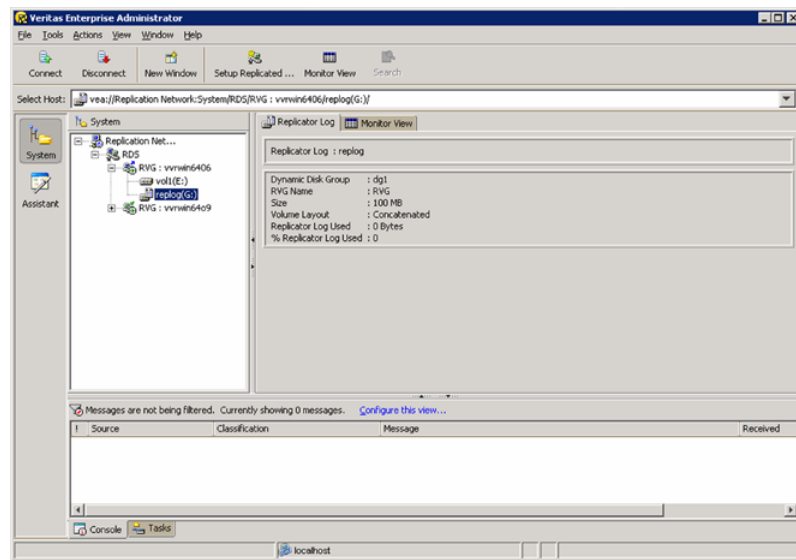 Veritas Enterprise Administrator
File Tools Actions View Window Help
Connect Disconnect New Window Setup Replicated ... Monitor View Search
Select Host: vea://Replication Network:System/RDS/RVG : vvrwin6406/replog(G:)/
System
Assistant
System
Replication Net...
RDS
RVG : vvrwin6406
vol1(E:)
replog(G:)
RVG : vvrwin64o9
Replicator Log Monitor View
Replicator Log : replog
Dynamic Disk Group : dg1
RVG Name : RVG
Size : 100 MB
Volume Layout : Concatenated
Replicator Log Used : 0 Bytes
% Replicator Log Used : 0
Messages are not being filtered. Currently showing 0 messages. Configure this view...
! Source Classification Message Received
Console Tasks
localhost